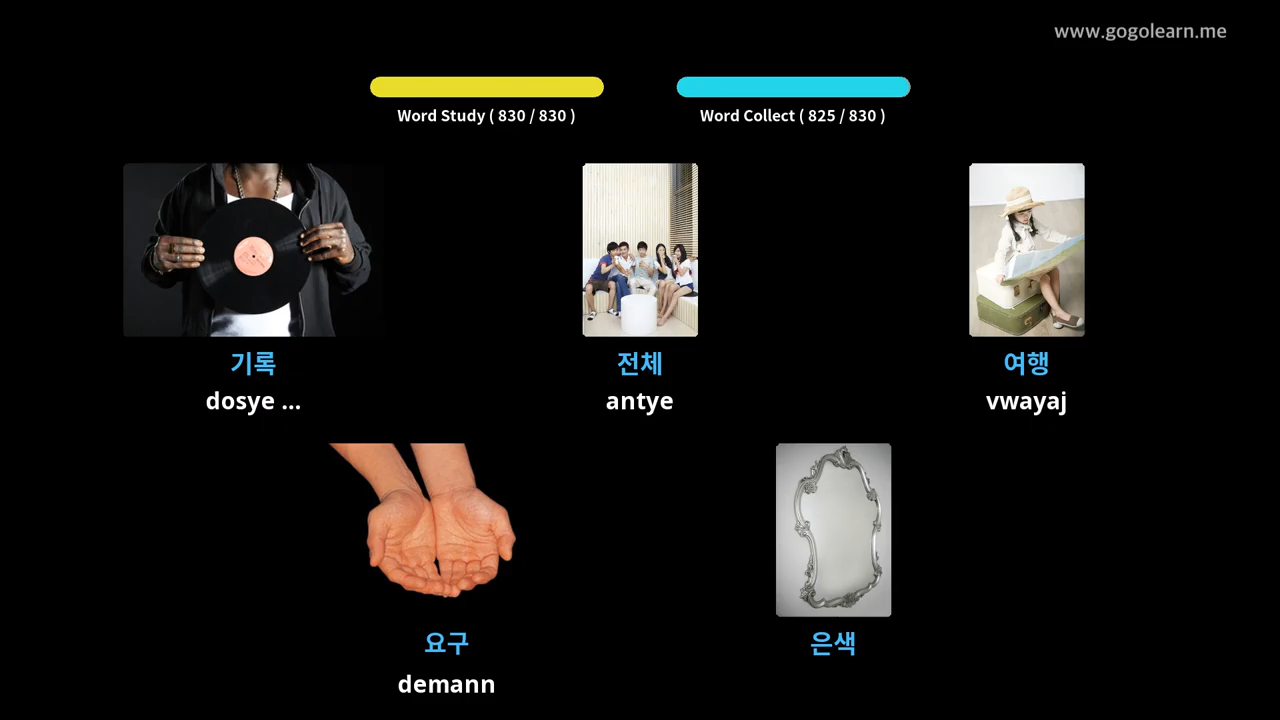 www.gogolearn.me
Word Study ( 830 / 830 )
Word Collect ( 825 / 830 )
기록
dosye ...
전체
antye
여행
vwayaj
요구
demann
은색